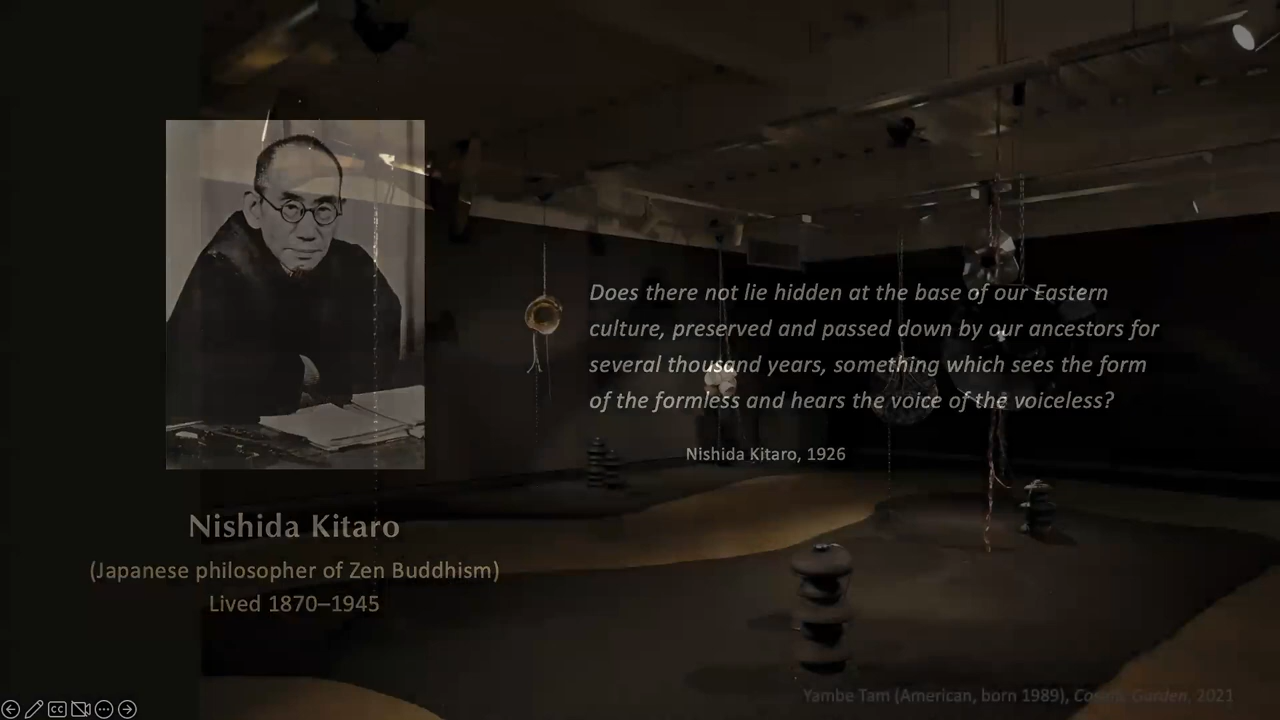 Does there not lie hidden at the base of our Eastern
culture, preserved and passed down by our ancestors for
several thousand years, something which sees the form
of the formless and hears the voice of the voiceless?
Nishida Kitaro, 1926
Nishida Kitaro
(Japanese philosopher of Zen Buddhism)
Lived 1870–1945
Yambe Tam (American, born 1989), Garden, 2021
CC